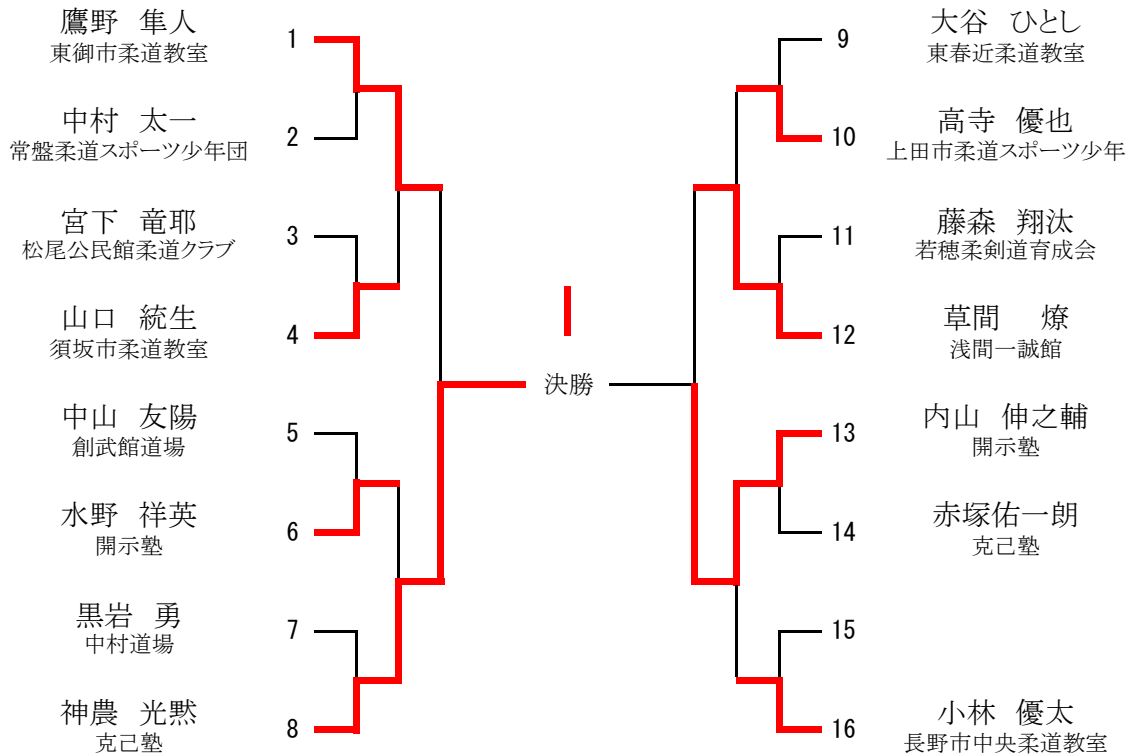 鷹野 隼人
東御市柔道教室
1
中村 太一
常盤柔道スポーツ少年団
2
宮下 竜耶
松尾公民館柔道クラブ
3
山口 統生
須坂市柔道教室
4
中山 友陽
創武館道場
5
水野 祥英
開示塾
6
黒岩 勇
中村道場
7
神農 光黙
克己塾
8
決勝
9
大谷 ひとし
東春近柔道教室
10
高寺 優也
上田市柔道スポーツ少年
11
藤森 翔汰
若穂柔剣道育成会
12
草間 燎
浅間一誠館
13
内山 伸之輔
開示塾
14
赤塚佑一朗
克己塾
15
16
小林 優太
長野市中央柔道教室